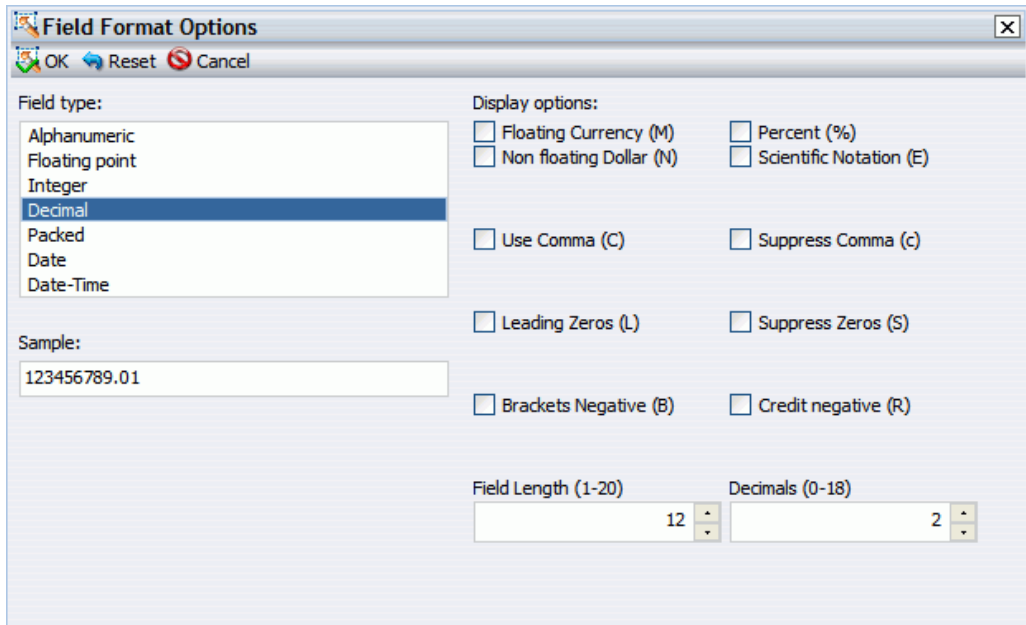 Field Format Options
OK Reset Cancel
Field type:
Alphanumeric
Floating point
Integer
Decimal
Packed
Date
Date-Time
Sample:
123456789.01
Display options:
Floating Currency (M) Percent (%)
Non floating Dollar (N) Scientific Notation (E)
Use Comma (C) Suppress Comma (c)
Leading Zeros (L) Suppress Zeros (S)
Brackets Negative (B) Credit negative (R)
Field Length (1-20) Decimals (0-18)
12 2